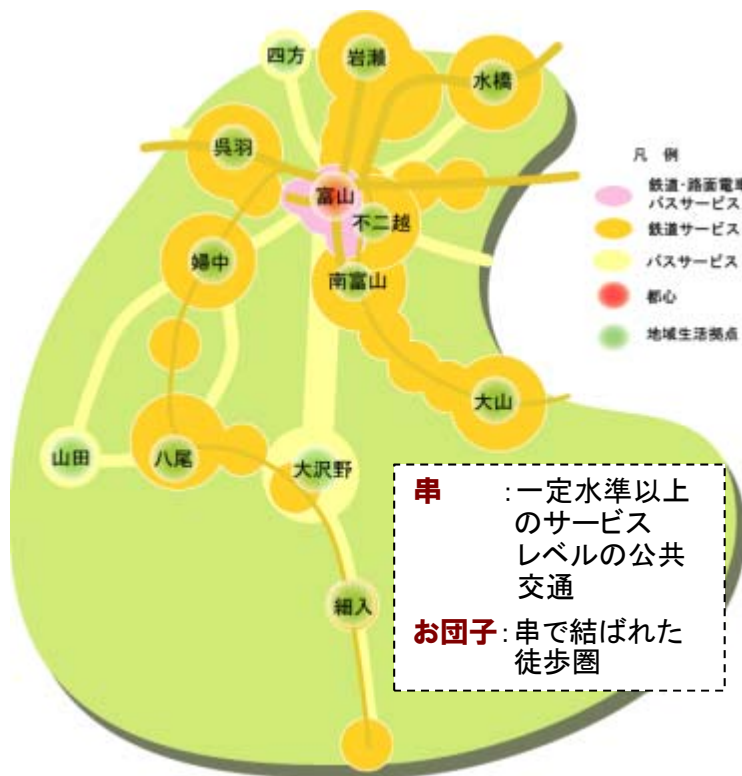 四方
岩瀬
水橋
呉羽
富山
不二越
婦中
南富山
大山
山田
八尾
大沢野
細入
凡 例
鉄道・路面電車
バスサービス
鉄道サービス
バスサービス
都心
地域生活拠点
串 :一定水準以上
のサービス
レベルの公共
交通
お団子:串で結ばれた
徒歩圏